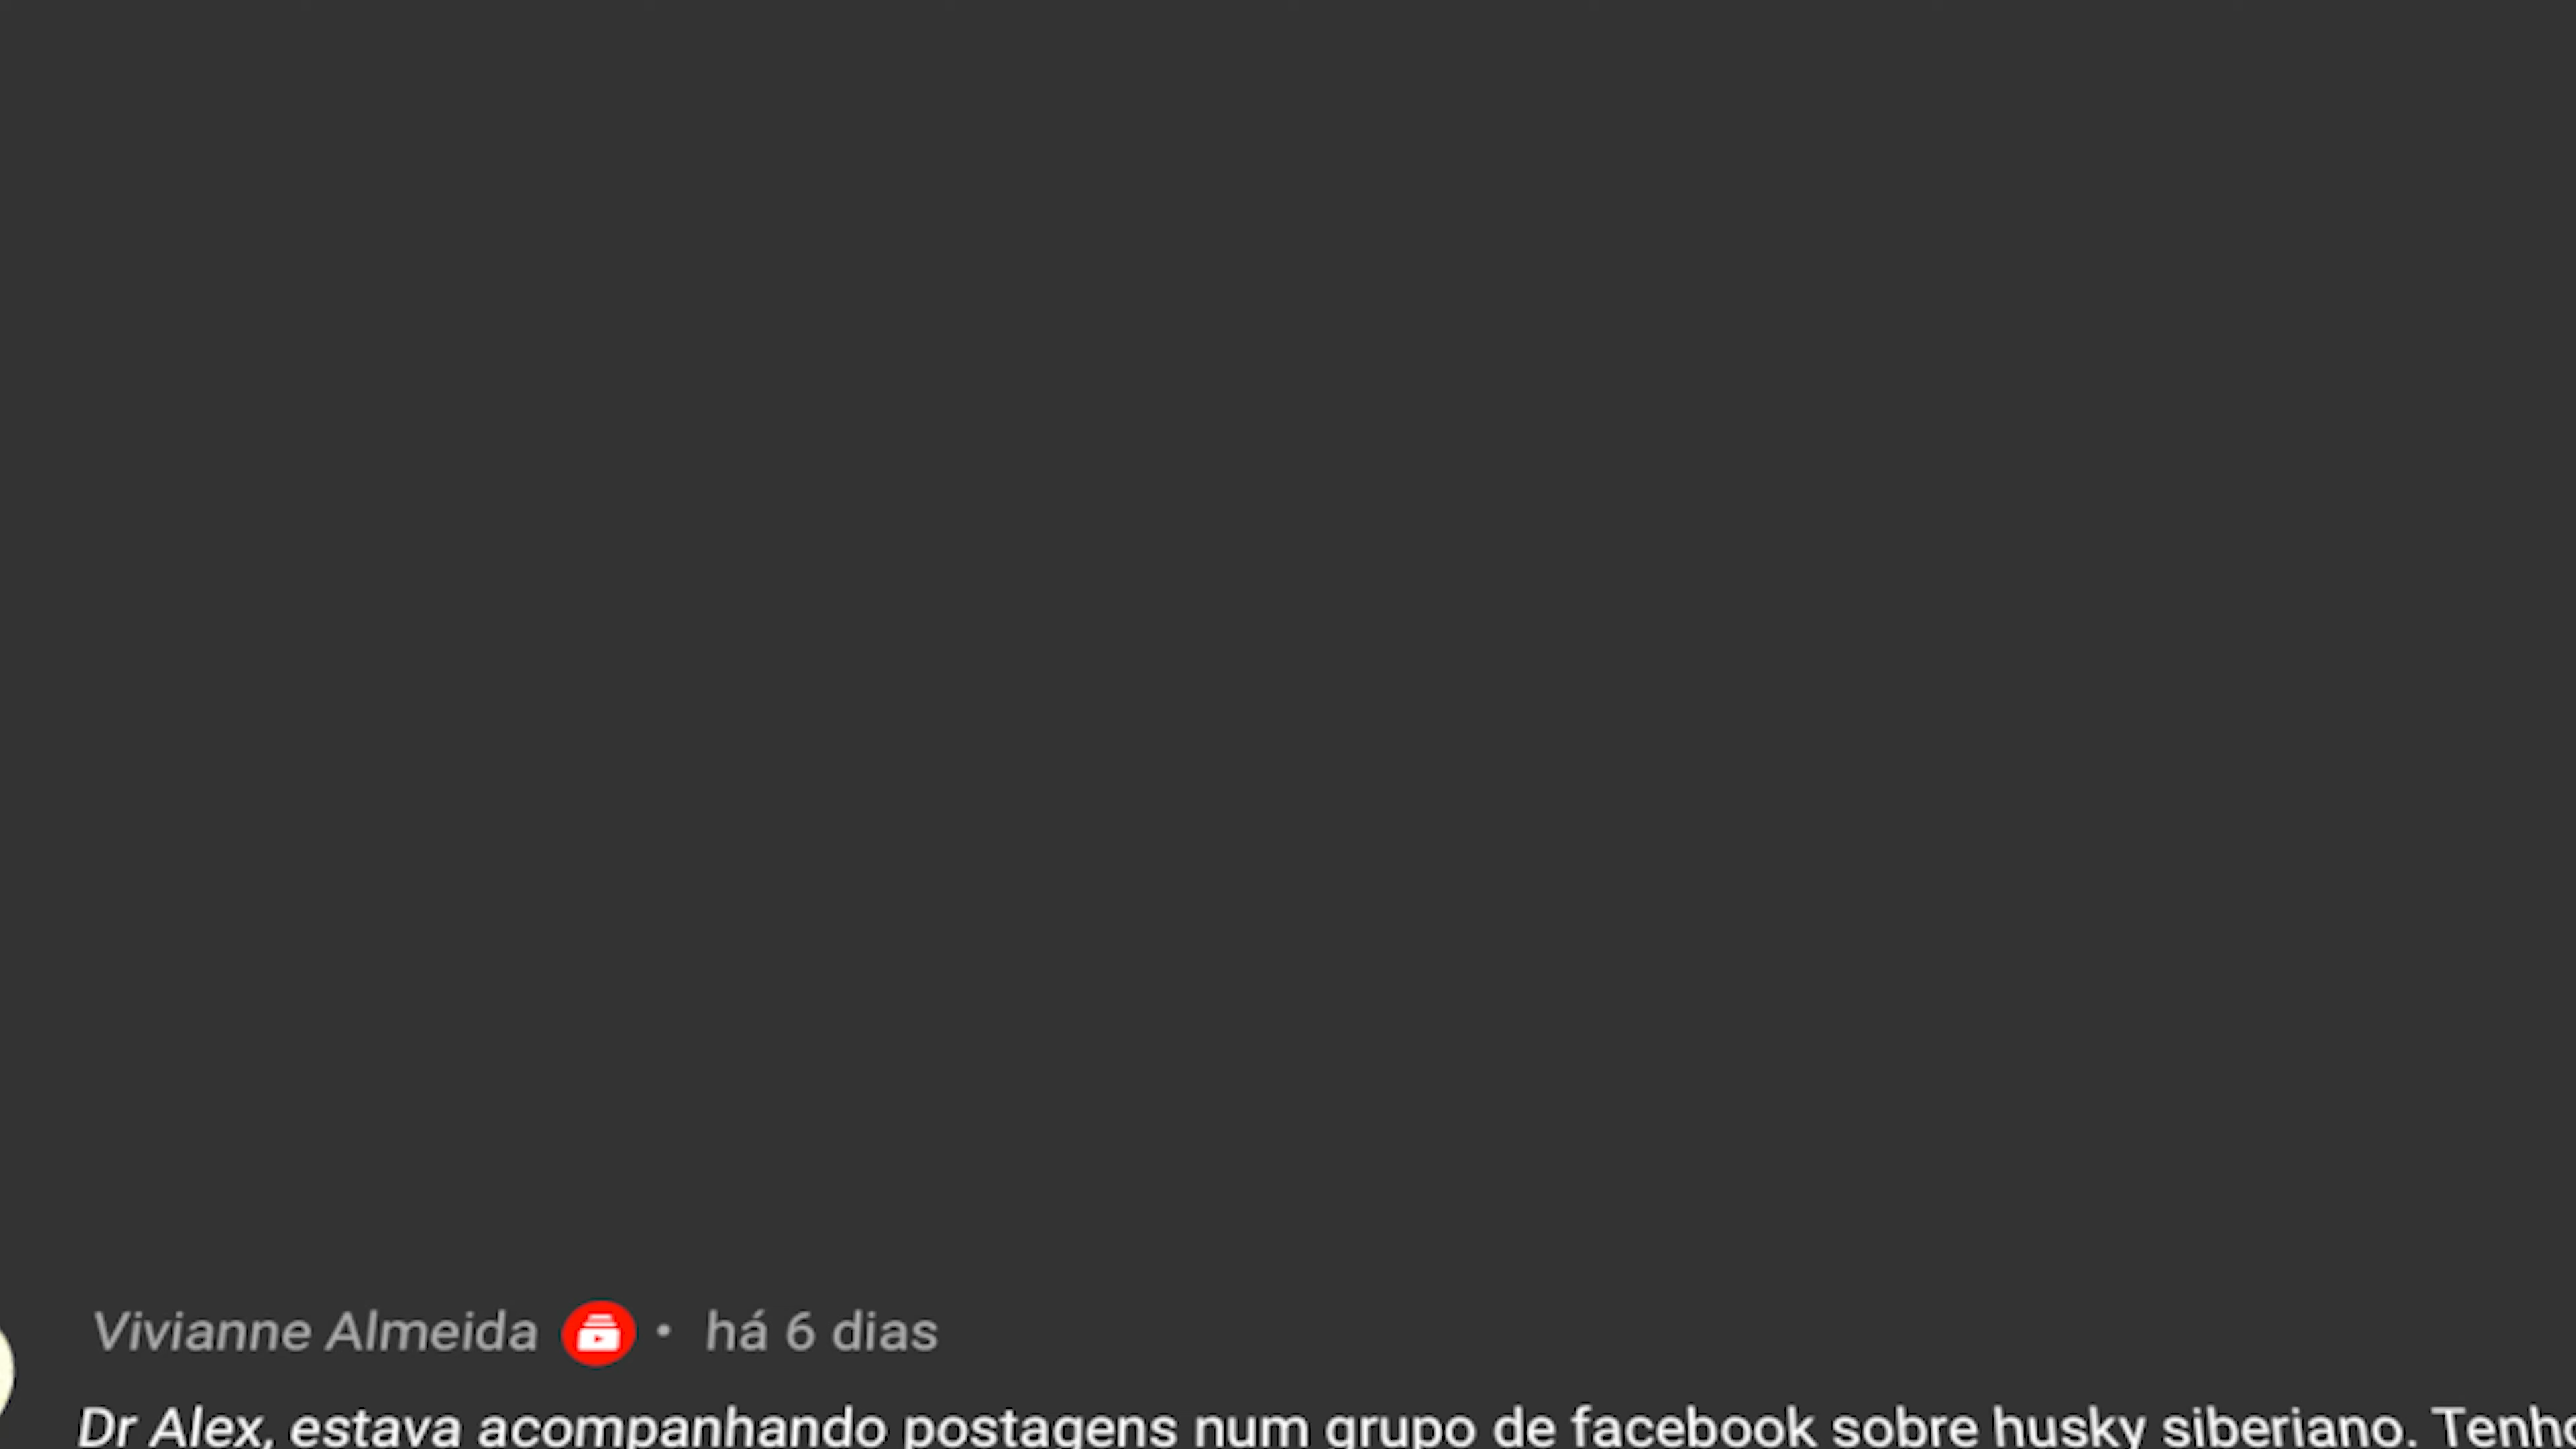 Vivianne Almeida • há 6 dias
Dr Alex, estava acompanhando postagens num grupo de facebook sobre husky siberiano.